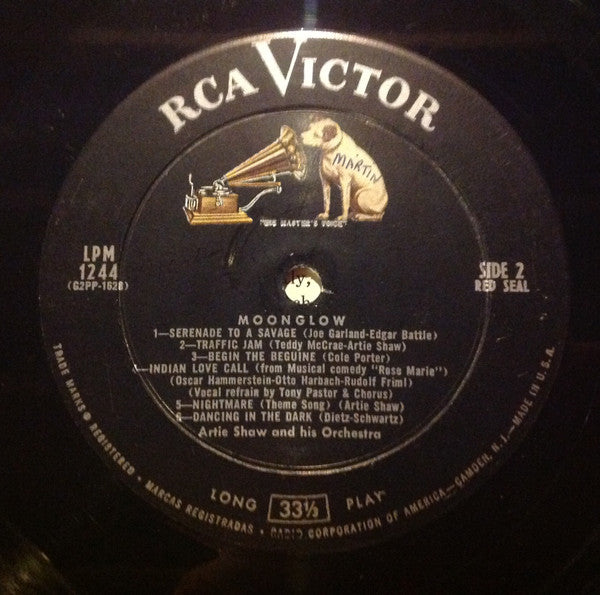 RCA VICTOR
MARTIN
"HIS MASTER'S VOICE"
LPM
1244
(G2PP-1628)
SIDE 2
RED SEAL
MOONGLOW
1—SERENADE TO A SAVAGE (Joe Garland-Edgar Battle)
2—TRAFFIC JAM (Teddy McCrae-Artie Shaw)
3—BEGIN THE BEGUINE (Cole Porter)
—INDIAN LOVE CALL (from Musical comedy "Rose Marie")
(Oscar Hammerstein-Otto Harbach-Rudolf Friml)
(Vocal refrain by Tony Pastor & Chorus)
5—NIGHTMARE (Theme Song) (Artie Shaw)
6—DANCING IN THE DARK (Dietz-Schwartz)
Artie Shaw and his Orchestra
LONG 33⅓ PLAY
TRADE MARKS ® REGISTERED • MARCAS REGISTRADAS • RADIO CORPORATION OF AMERICA—CAMDEN, N.J.—MADE IN U.S.A.